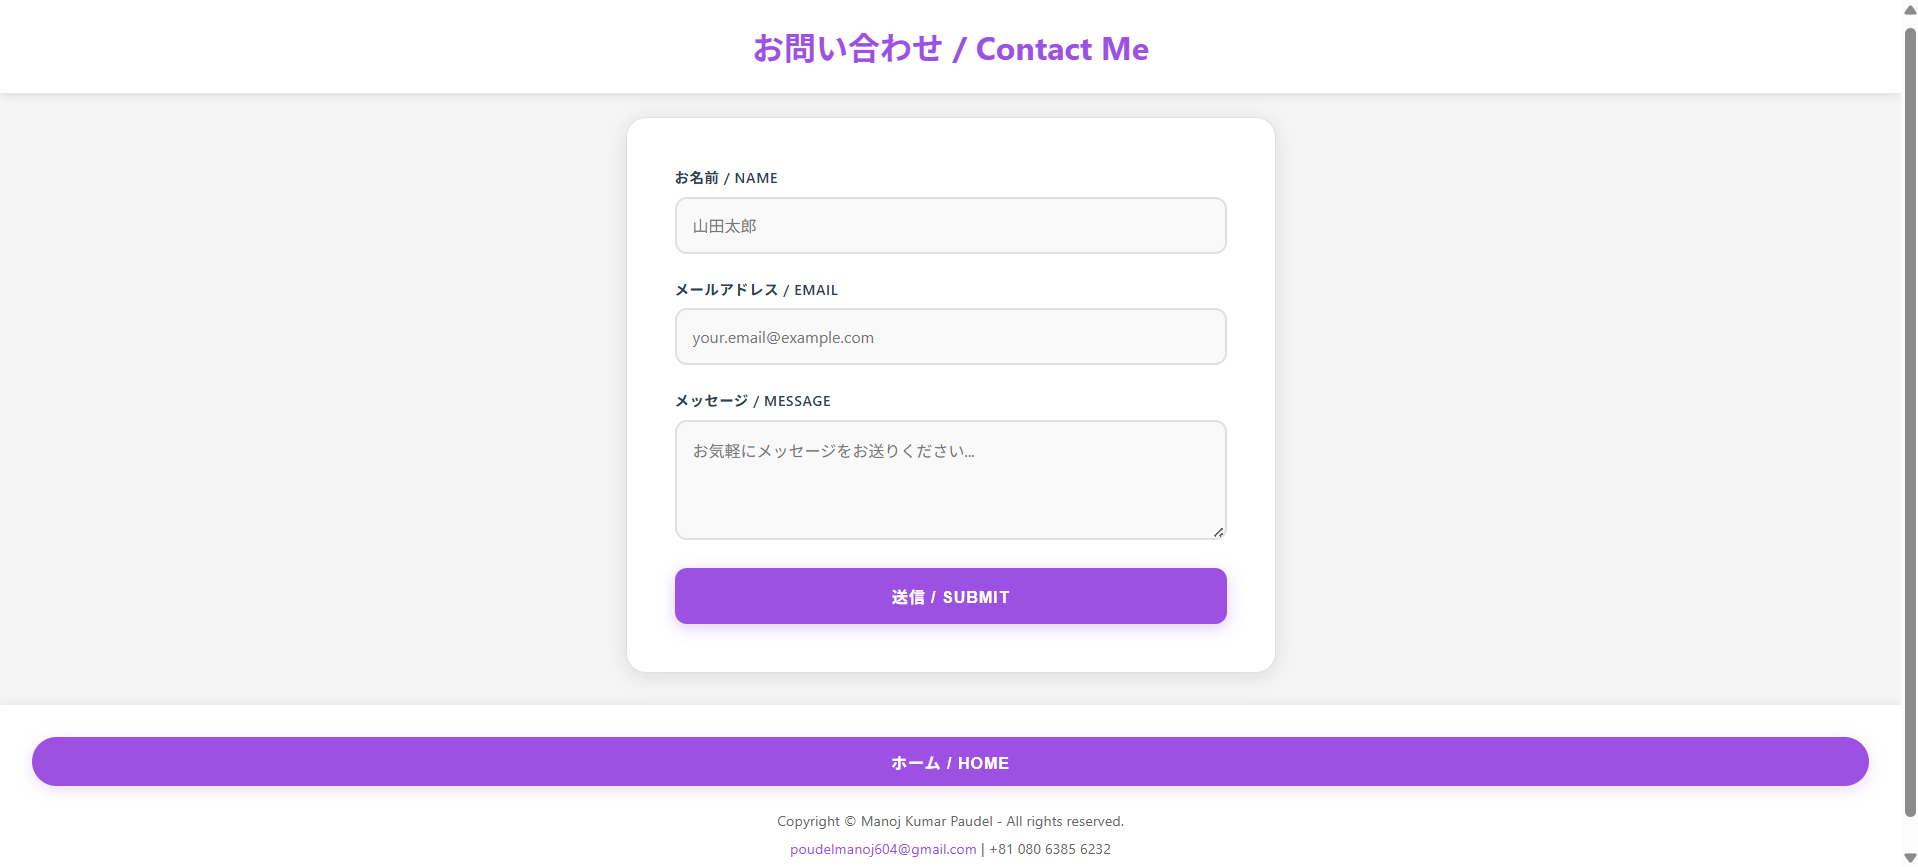 お問い合わせ / Contact Me
お名前 / NAME
山田太郎
メールアドレス / EMAIL
your.email@example.com
メッセージ / MESSAGE
お気軽にメッセージをお送りください...
送信 / SUBMIT
ホーム / HOME
Copyright © Manoj Kumar Paudel - All rights reserved.
poudelmanoj604@gmail.com | +81 080 6385 6232